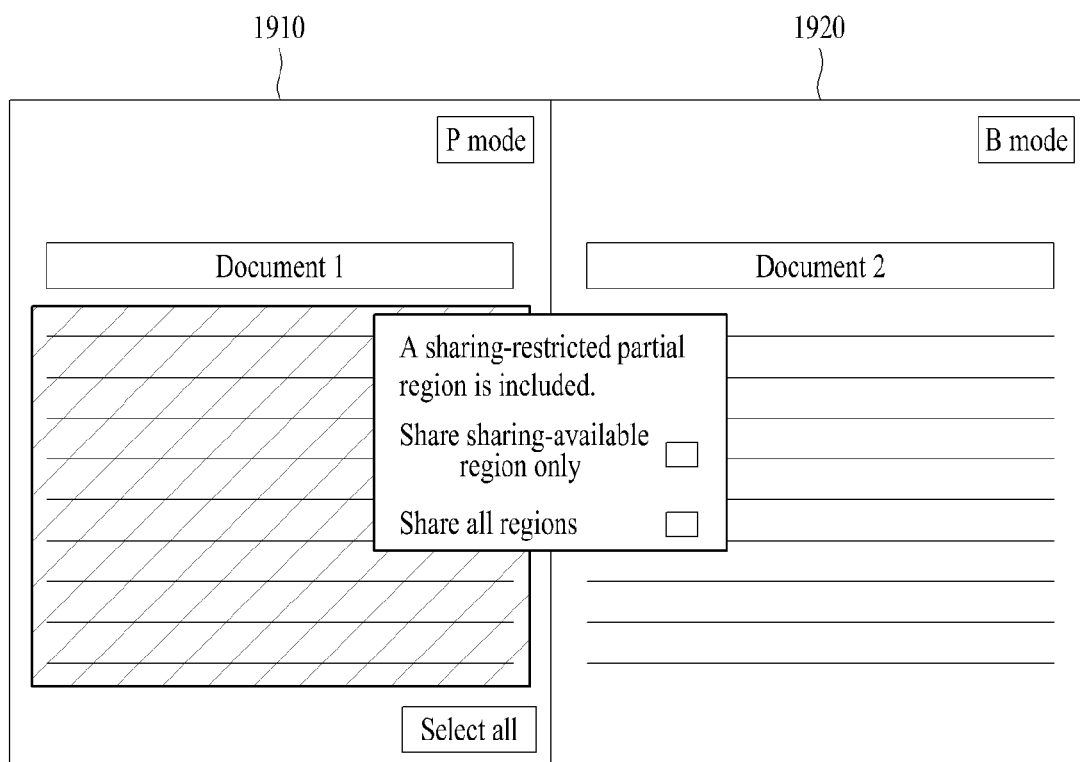 1910
1920
P mode
B mode
Document 1
Document 2
A sharing-restricted partial
region is included.
Share sharing-available
region only
Share all regions
Select all